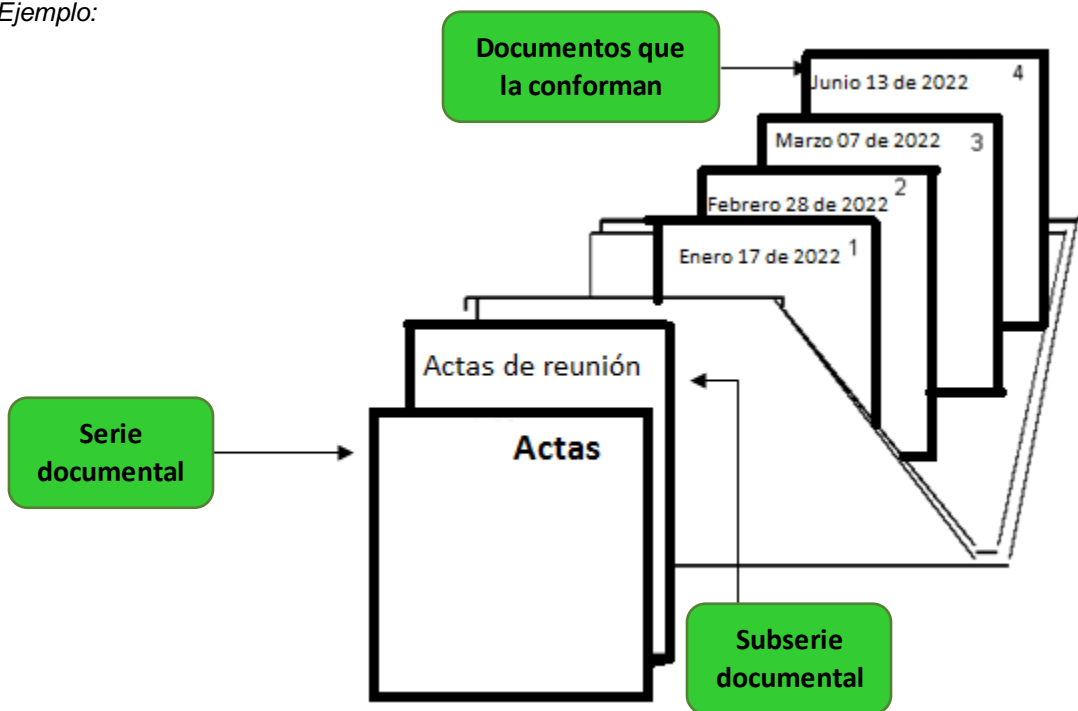 Ejemplo:
Documentos que
la conforman
Junio 13 de 2022 4
Marzo 07 de 2022 3
Febrero 28 de 2022 2
Enero 17 de 2022 1
Actas de reunión
Actas
Serie
documental
Subserie
documental